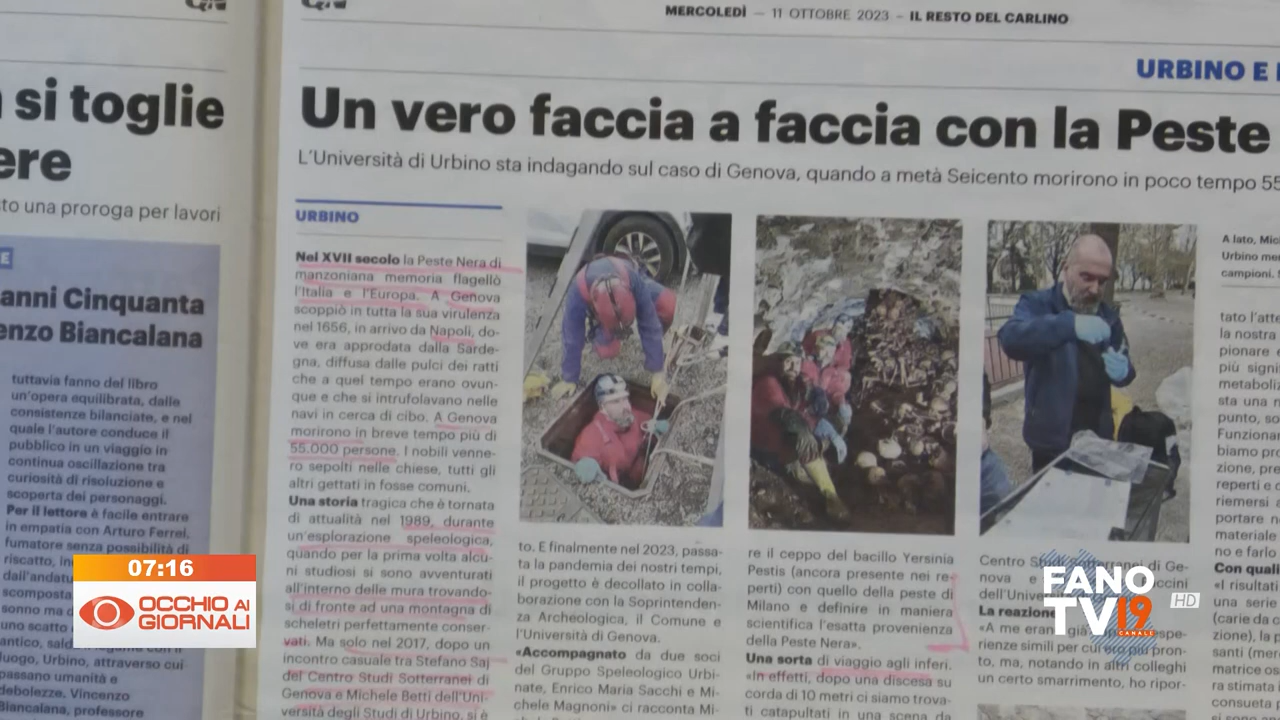 MERCOLEDÌ — 11 OTTOBRE 2023 – IL RESTO DEL CARLINO
URBINO E
si toglie
ere
to una proroga per lavori
E
anni Cinquanta
enzo Biancalana
tuttavia fanno del libro
un'opera equilibrata, dalle
consistenze bilanciate, e nel
quale l'autore conduce il
pubblico in un viaggio in
continua oscillazione tra
curiosità di risoluzione e
scoperta dei personaggi.
Per il lettore è facile entrare
in empatia con Arturo Ferrei,
fumatore senza possibilità di
riscatto, in
dall'andatu
scomposta
sonno ma d
uno scatto
antico, sald
luogo, Urbino, attraverso cui
passano umanità e
debolezze. Vincenzo
Biancalana, professore
Un vero faccia a faccia con la Peste
L'Università di Urbino sta indagando sul caso di Genova, quando a metà Seicento morirono in poco tempo 55
URBINO
Nel XVII secolo la Peste Nera di
manzoniana memoria flagellò
l'Italia e l'Europa. A Genova
scoppiò in tutta la sua virulenza
nel 1656, in arrivo da Napoli, do-
ve era approdata dalla Sarde-
gna, diffusa dalle pulci dei ratti
che a quel tempo erano ovun-
que e che si intrufolavano nelle
navi in cerca di cibo. A Genova
morirono in breve tempo più di
55.000 persone. I nobili venne-
ro sepolti nelle chiese, tutti gli
altri gettati in fosse comuni.
Una storia tragica che è tornata
di attualità nel 1989, durante
un'esplorazione speleologica,
quando per la prima volta alcu-
ni studiosi si sono avventurati
all'interno delle mura trovando-
si di fronte ad una montagna di
scheletri perfettamente conser-
vati. Ma solo nel 2017, dopo un
incontro casuale tra Stefano Saj
del Centro Studi Sotterranei di
Genova e Michele Betti dell'Uni-
versità degli Studi di Urbino, si è
to. E finalmente nel 2023, passa-
ta la pandemia dei nostri tempi,
il progetto è decollato in colla-
borazione con la Soprintenden-
za Archeologica, il Comune e
l'Università di Genova.
«Accompagnato da due soci
del Gruppo Speleologico Urbi-
nate, Enrico Maria Sacchi e Mi-
chele Magnoni» ci racconta Mi-
re il ceppo del bacillo Yersinia
Pestis (ancora presente nei re-
perti) con quello della peste di
Milano e definire in maniera
scientifica l'esatta provenienza
della Peste Nera».
Una sorta di viaggio agli inferi.
«In effetti, dopo una discesa su
corda di 10 metri ci siamo trova-
ti catapultati in una scena da
Centro St di Ge-
nova e ccini
dell'Univer
La reazione
«A me eran già spe-
rienze simili per cui ero più pron-
to, ma, notando in altri colleghi
un certo smarrimento, ho ripor-
A lato, Mic
Urbino me
campioni.
tato l'atte
la nostra
pionare
più signi
metaboli
sta una n
punto, so
Funzionar
biamo pro
zione, pre
reperti e c
riemersi
portare n
materiale
no e farlo
Con quali
«I risultati
una serie
(carie da c
zione), la p
santi (mer
matrice os
ra stimata
consueta
07:16
OCCHIO AI
GIORNALI
FANO
TV19
CANALE
HD